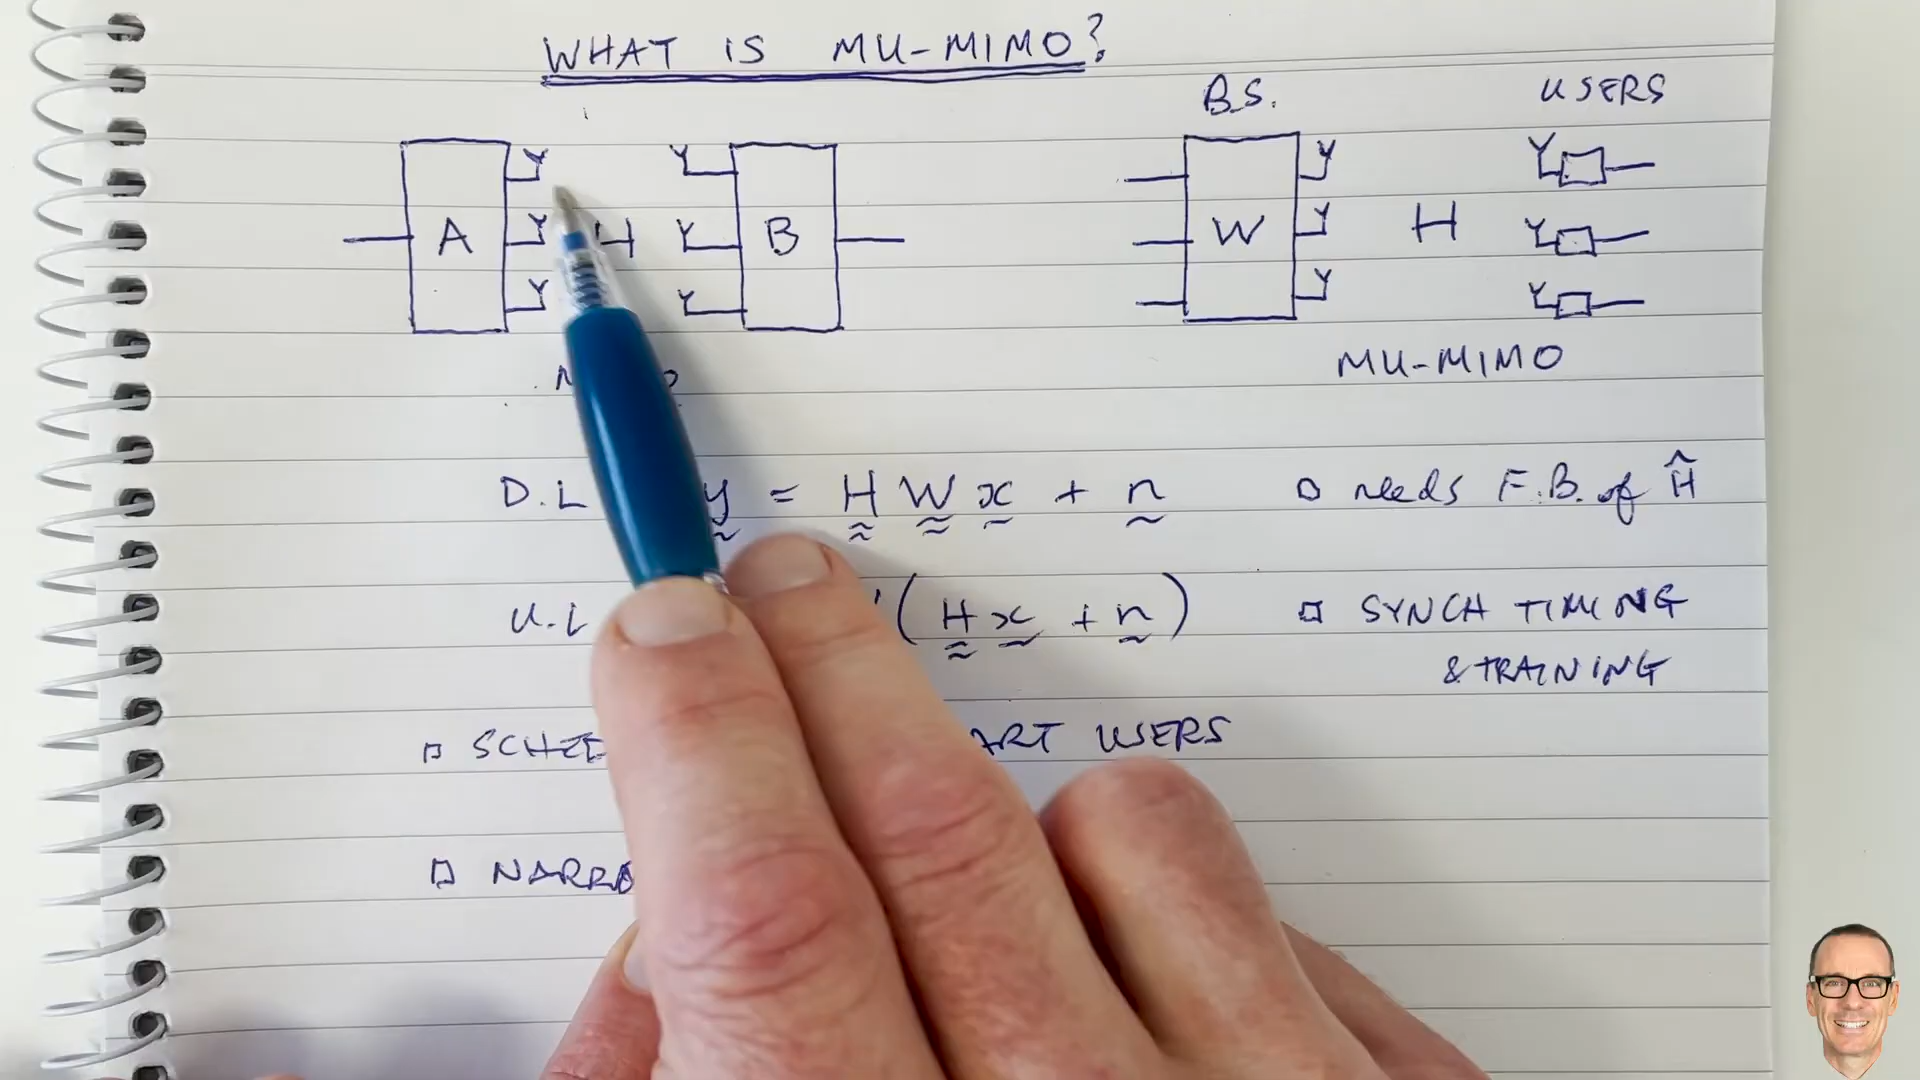 WHAT IS MU-MIMO?
B.S. USERS
A H B W H
MU-MIMO
D.L y = H W x + n □ needs F.B. of Ĥ
U.L (H x + n) □ SYNCH TIMING
& TRAINING
USERS